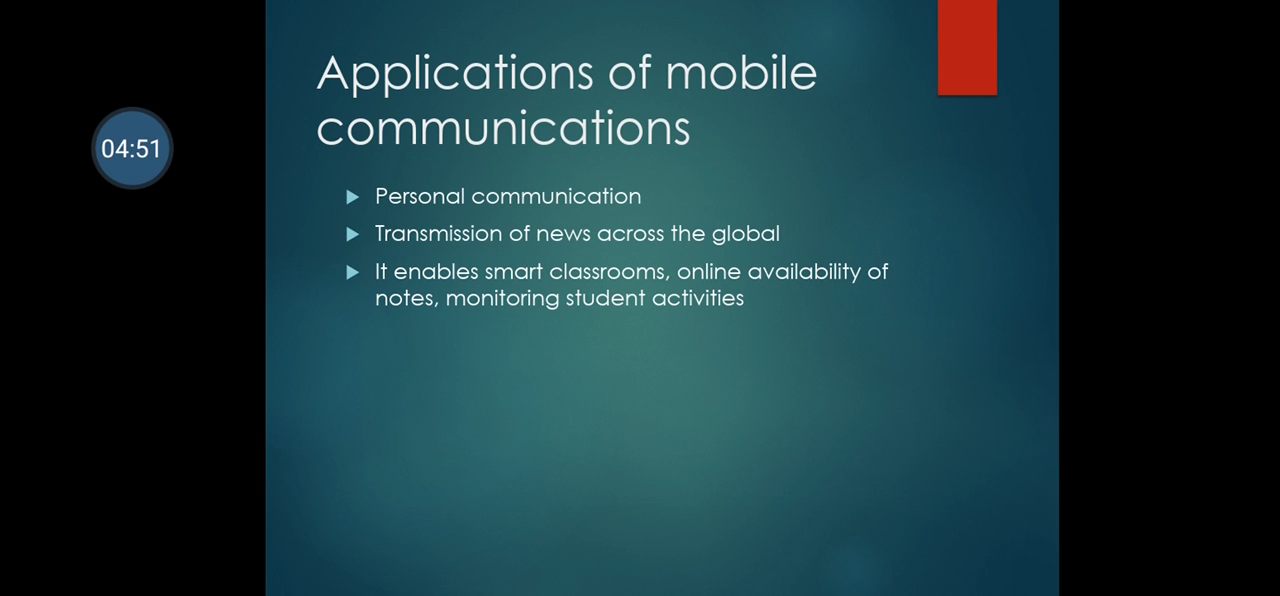 Applications of mobile
communications
04:51
Personal communication
Transmission of news across the global
It enables smart classrooms, online availability of
notes, monitoring student activities